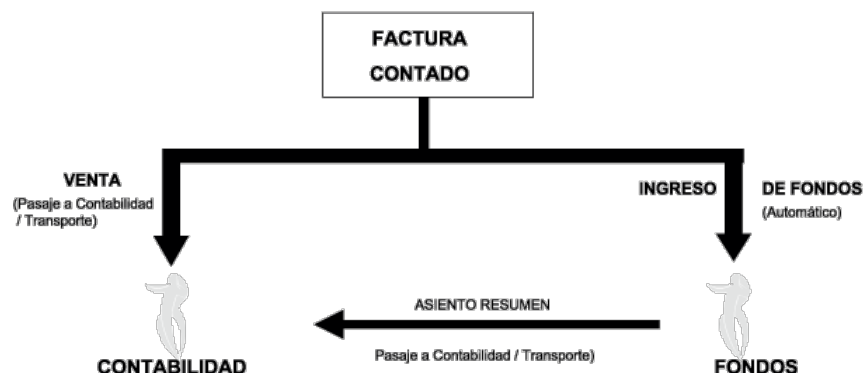 FACTURA
CONTADO
VENTA
(Pasaje a Contabilidad
/ Transporte)
INGRESO DE FONDOS
(Automático)
ASIENTO RESUMEN
Pasaje a Contabilidad / Transporte)
CONTABILIDAD
FONDOS